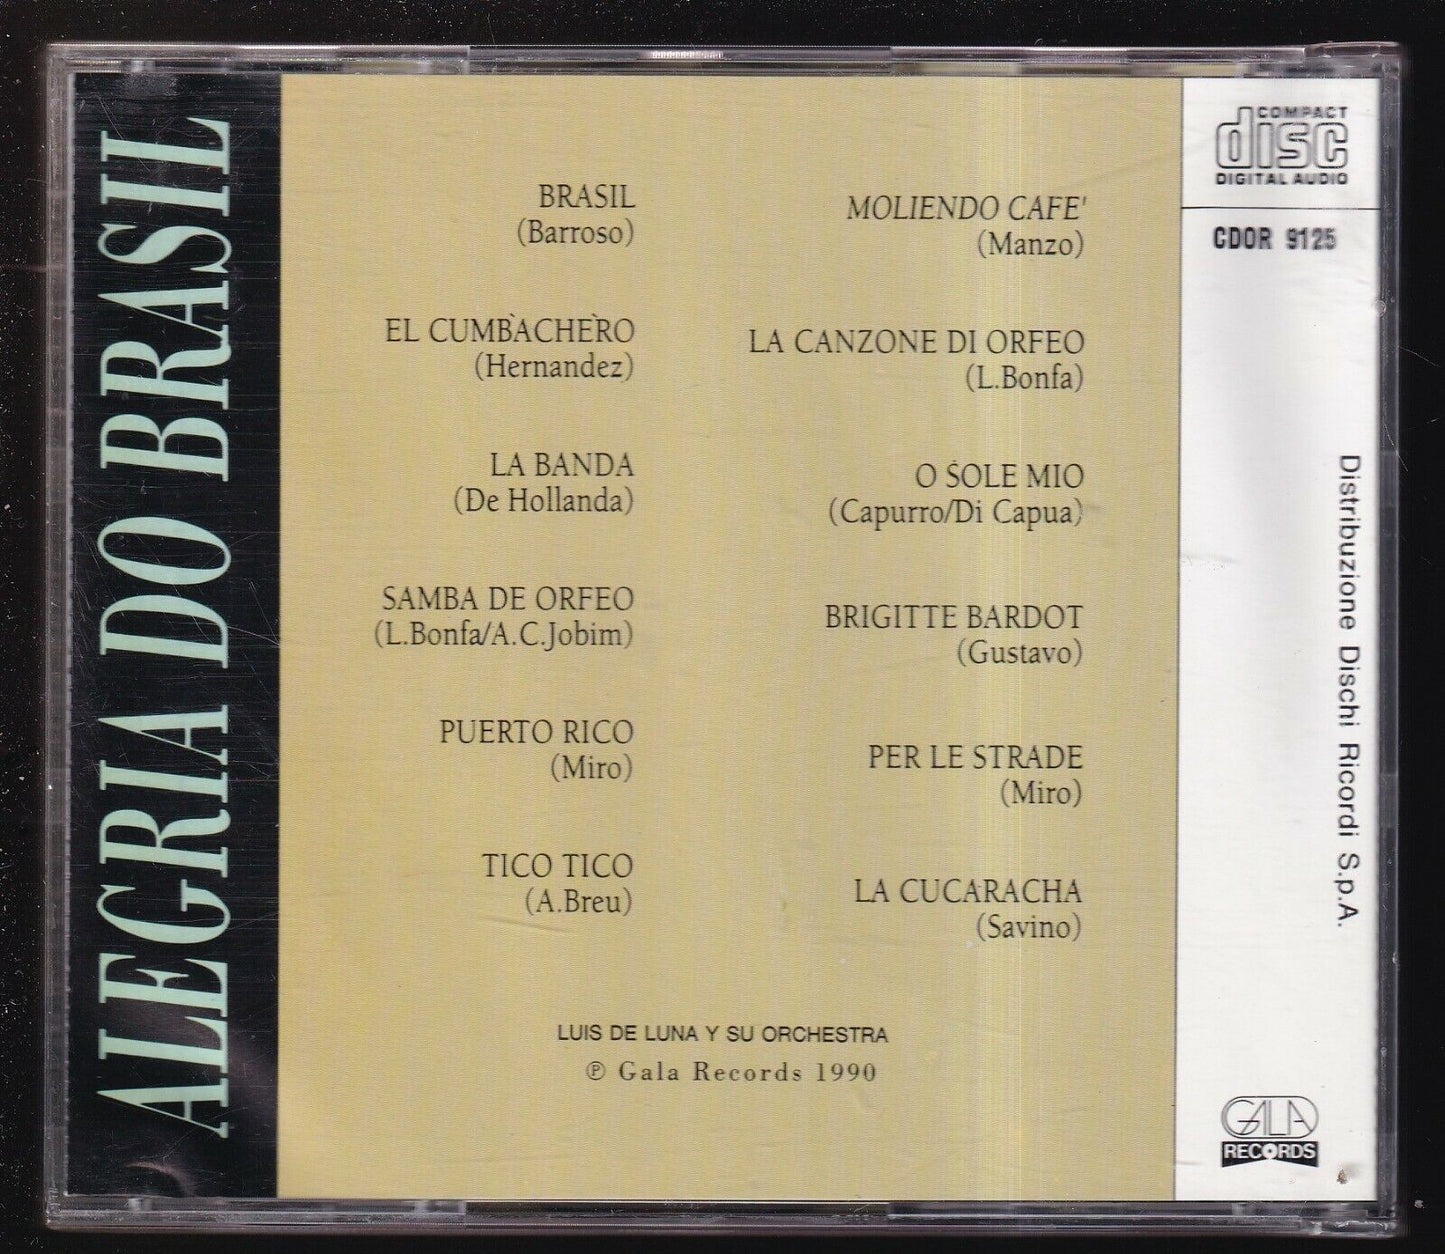 ALEGRIA DO BRASIL
BRASIL
(Barroso)
EL CUMBÀCHERO
(Hernandez)
LA BANDA
(De Hollanda)
SAMBA DE ORFEO
(L.Bonfa/A.C.Jobim)
PUERTO RICO
(Miro)
TICO TICO
(A.Breu)
MOLIENDO CAFE'
(Manzo)
LA CANZONE DI ORFEO
(L.Bonfa)
O SOLE MIO
(Capurro/Di Capua)
BRIGITTE BARDOT
(Gustavo)
PER LE STRADE
(Miro)
LA CUCARACHA
(Savino)
LUIS DE LUNA Y SU ORCHESTRA
℗ Gala Records 1990
COMPACT
disc
DIGITAL AUDIO
CDOR 9125
Distribuzione Dischi Ricordi S.p.A.
GALA
RECORDS